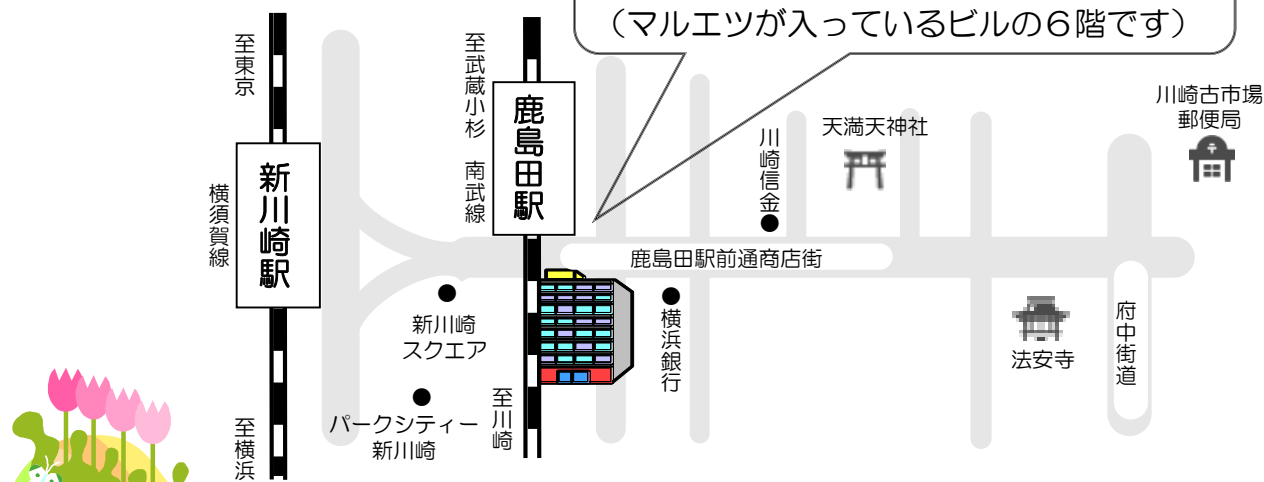 （マルエツが入っているビルの６階です）
至東京
新川崎駅
横須賀線
至横浜
至武蔵小杉
南武線
鹿島田駅
至川崎
新川崎
スクエア
パークシティー
新川崎
川崎信金
天満天神社
川崎古市場
郵便局
鹿島田駅前通商店街
横浜銀行
法安寺
府中街道